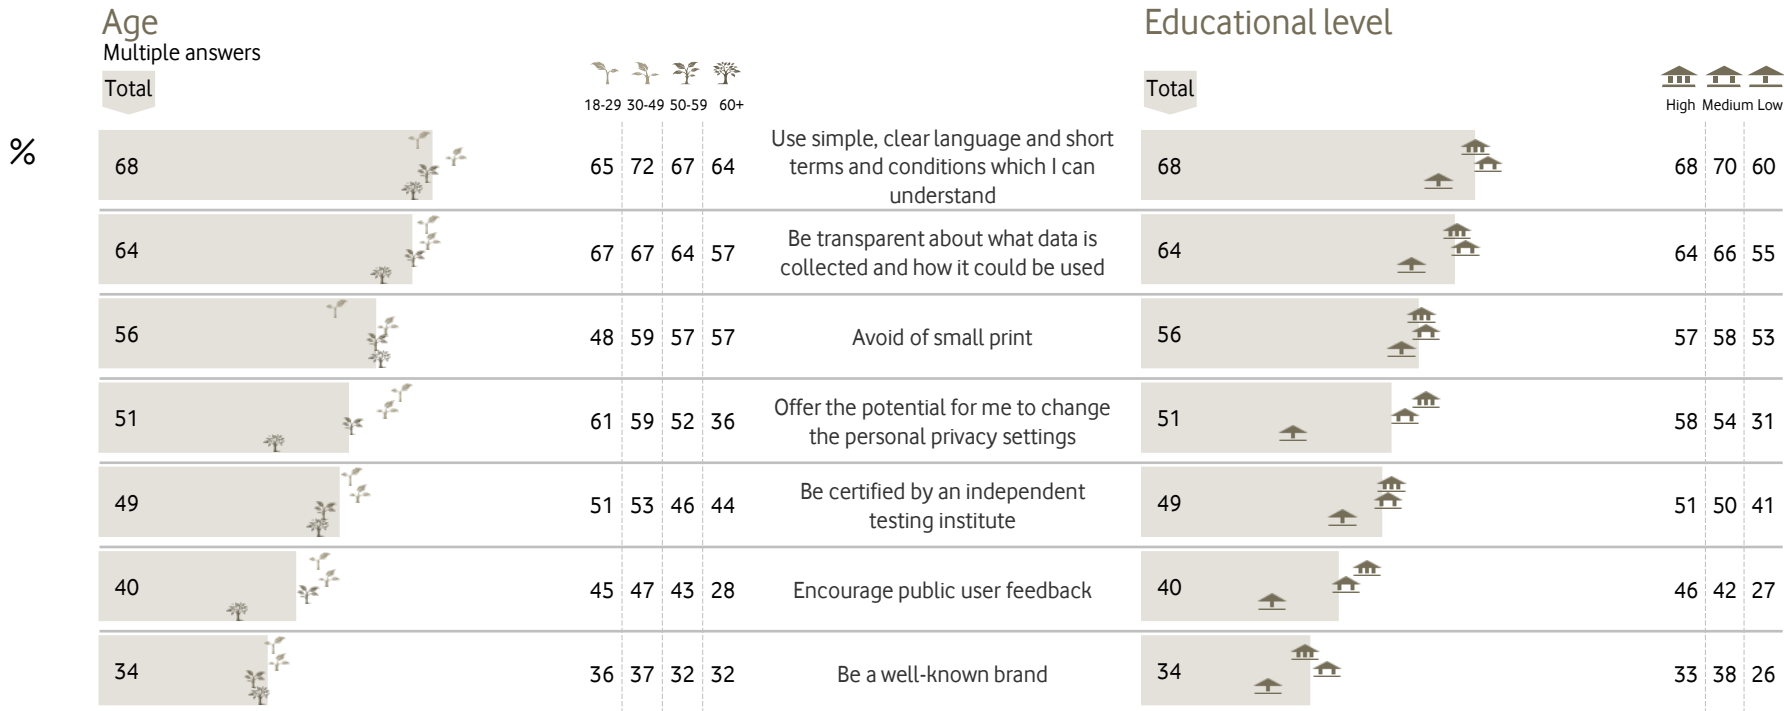 Age
Educational level
Multiple answers
Total
18-29 30-49 50-59 60+
Total
High Medium Low
%
68
65 72 67 64
Use simple, clear language and short
terms and conditions which I can
understand
68
68 70 60
64
67 67 64 57
Be transparent about what data is
collected and how it could be used
64
64 66 55
56
48 59 57 57
Avoid of small print
56
57 58 53
51
61 59 52 36
Offer the potential for me to change
the personal privacy settings
51
58 54 31
49
51 53 46 44
Be certified by an independent
testing institute
49
51 50 41
40
45 47 43 28
Encourage public user feedback
40
46 42 27
34
36 37 32 32
Be a well-known brand
34
33 38 26